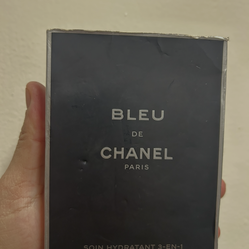 BLEU
DE
CHANEL
PARIS
SOIN HYDRATANT 3-EN-1